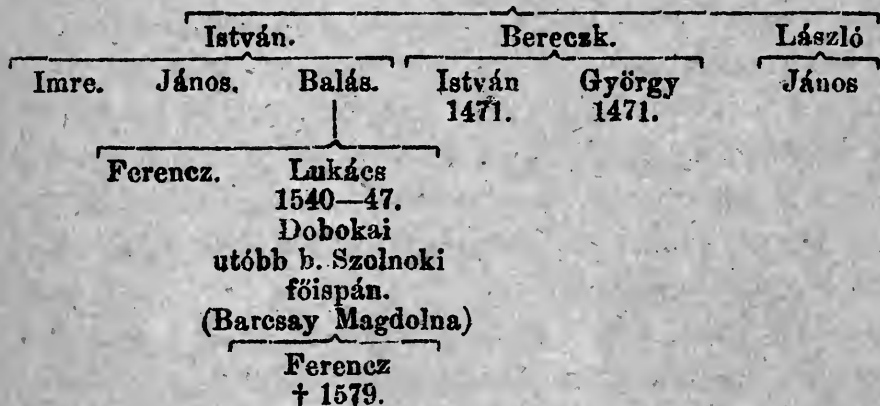 István. Bereczk. László
Imre. János. Balás. István György János
1471. 1471.
Ferencz. Lukács
1540—47.
Dobokai
utóbb b. Szolnoki
főispán.
(Barcsay Magdolna)
Ferencz
† 1579.